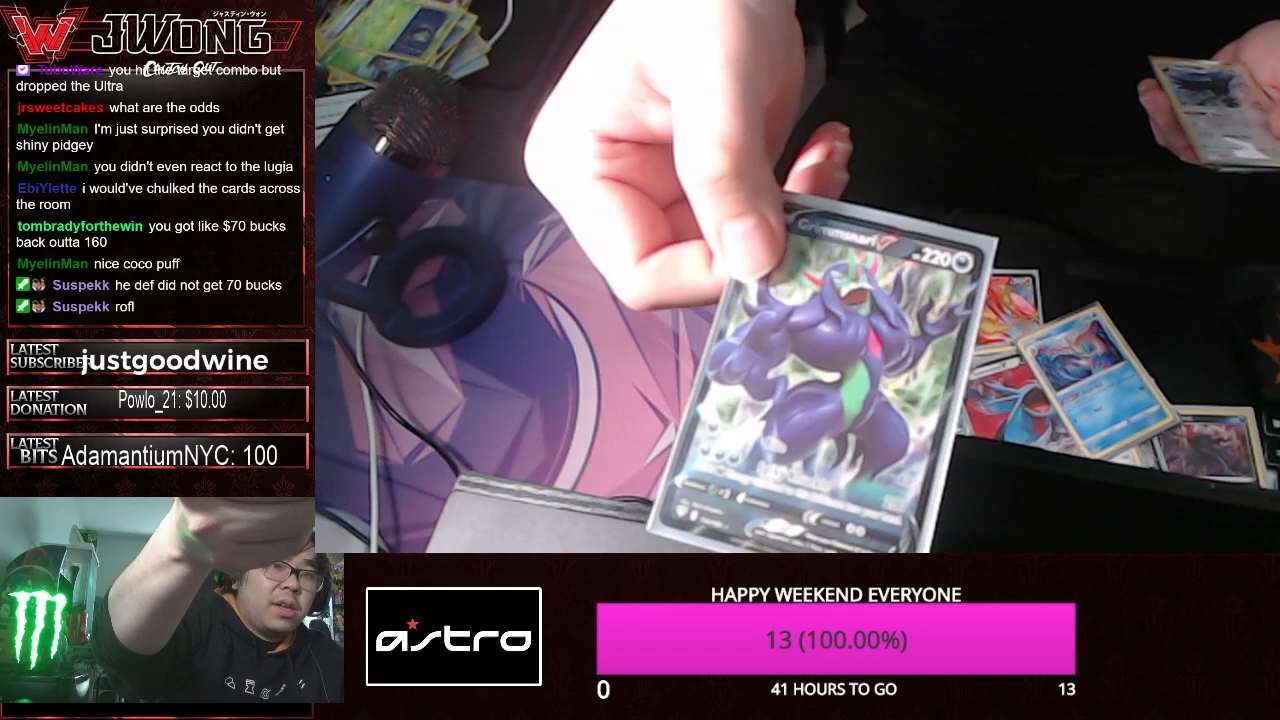 ジャスティン・ウォン
JWONG
TuboWare you hit the target combo but
dropped the Ultra
jrsweetcakes what are the odds
MyelinMan I'm just surprised you didn't get
shiny pidgey
MyelinMan you didn't even react to the lugia
EbiYlette i would've chulked the cards across
the room
tombradyforthewin you got like $70 bucks
back outta 160
MyelinMan nice coco puff
Suspekk he def did not get 70 bucks
Suspekk rofl
LATEST
justgoodwine
LATEST
DONATION
Powlo_21: $10.00
LATEST
BITS
AdamantiumNYC: 100
Grimmsnarl V
220
astro
HAPPY WEEKEND EVERYONE
13 (100.00%)
0
41 HOURS TO GO
13